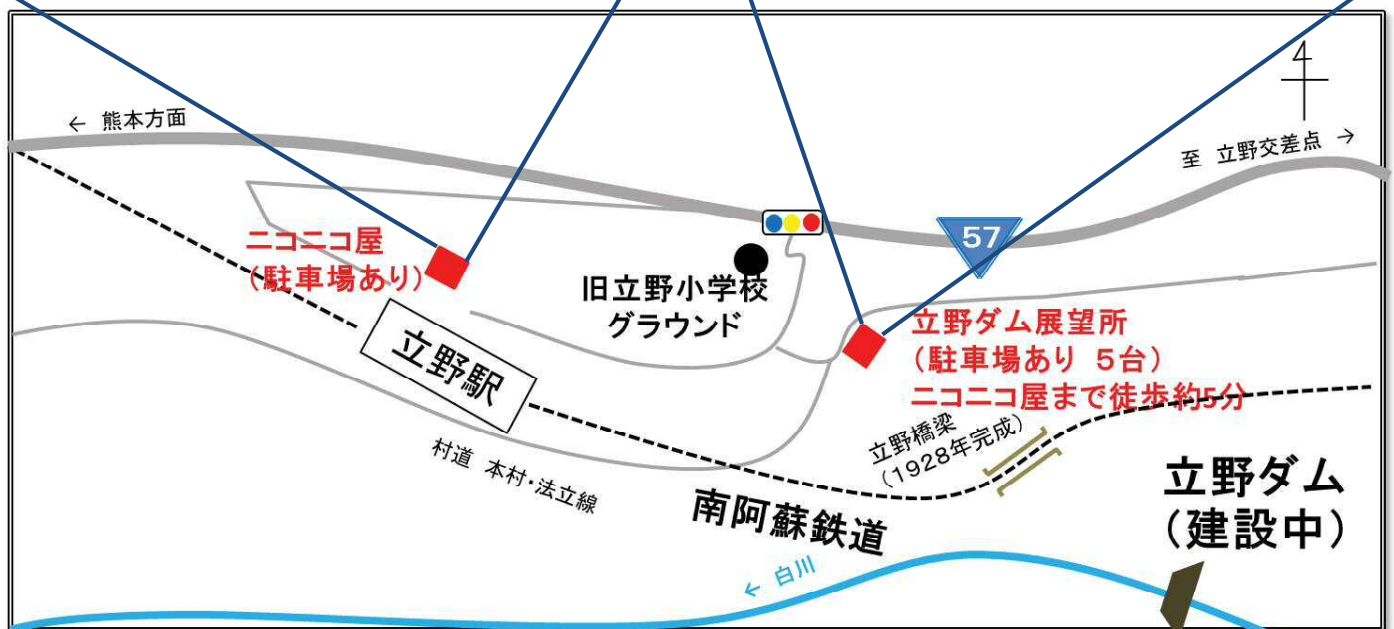 ← 熊本方面
至 立野交差点 →
57
ニコニコ屋
(駐車場あり)
旧立野小学校
グラウンド
立野ダム展望所
(駐車場あり 5台)
ニコニコ屋まで徒歩約5分
立野駅
立野橋梁
(1928年完成)
村道 本村・法立線
南阿蘇鉄道
立野ダム
(建設中)
← 白川